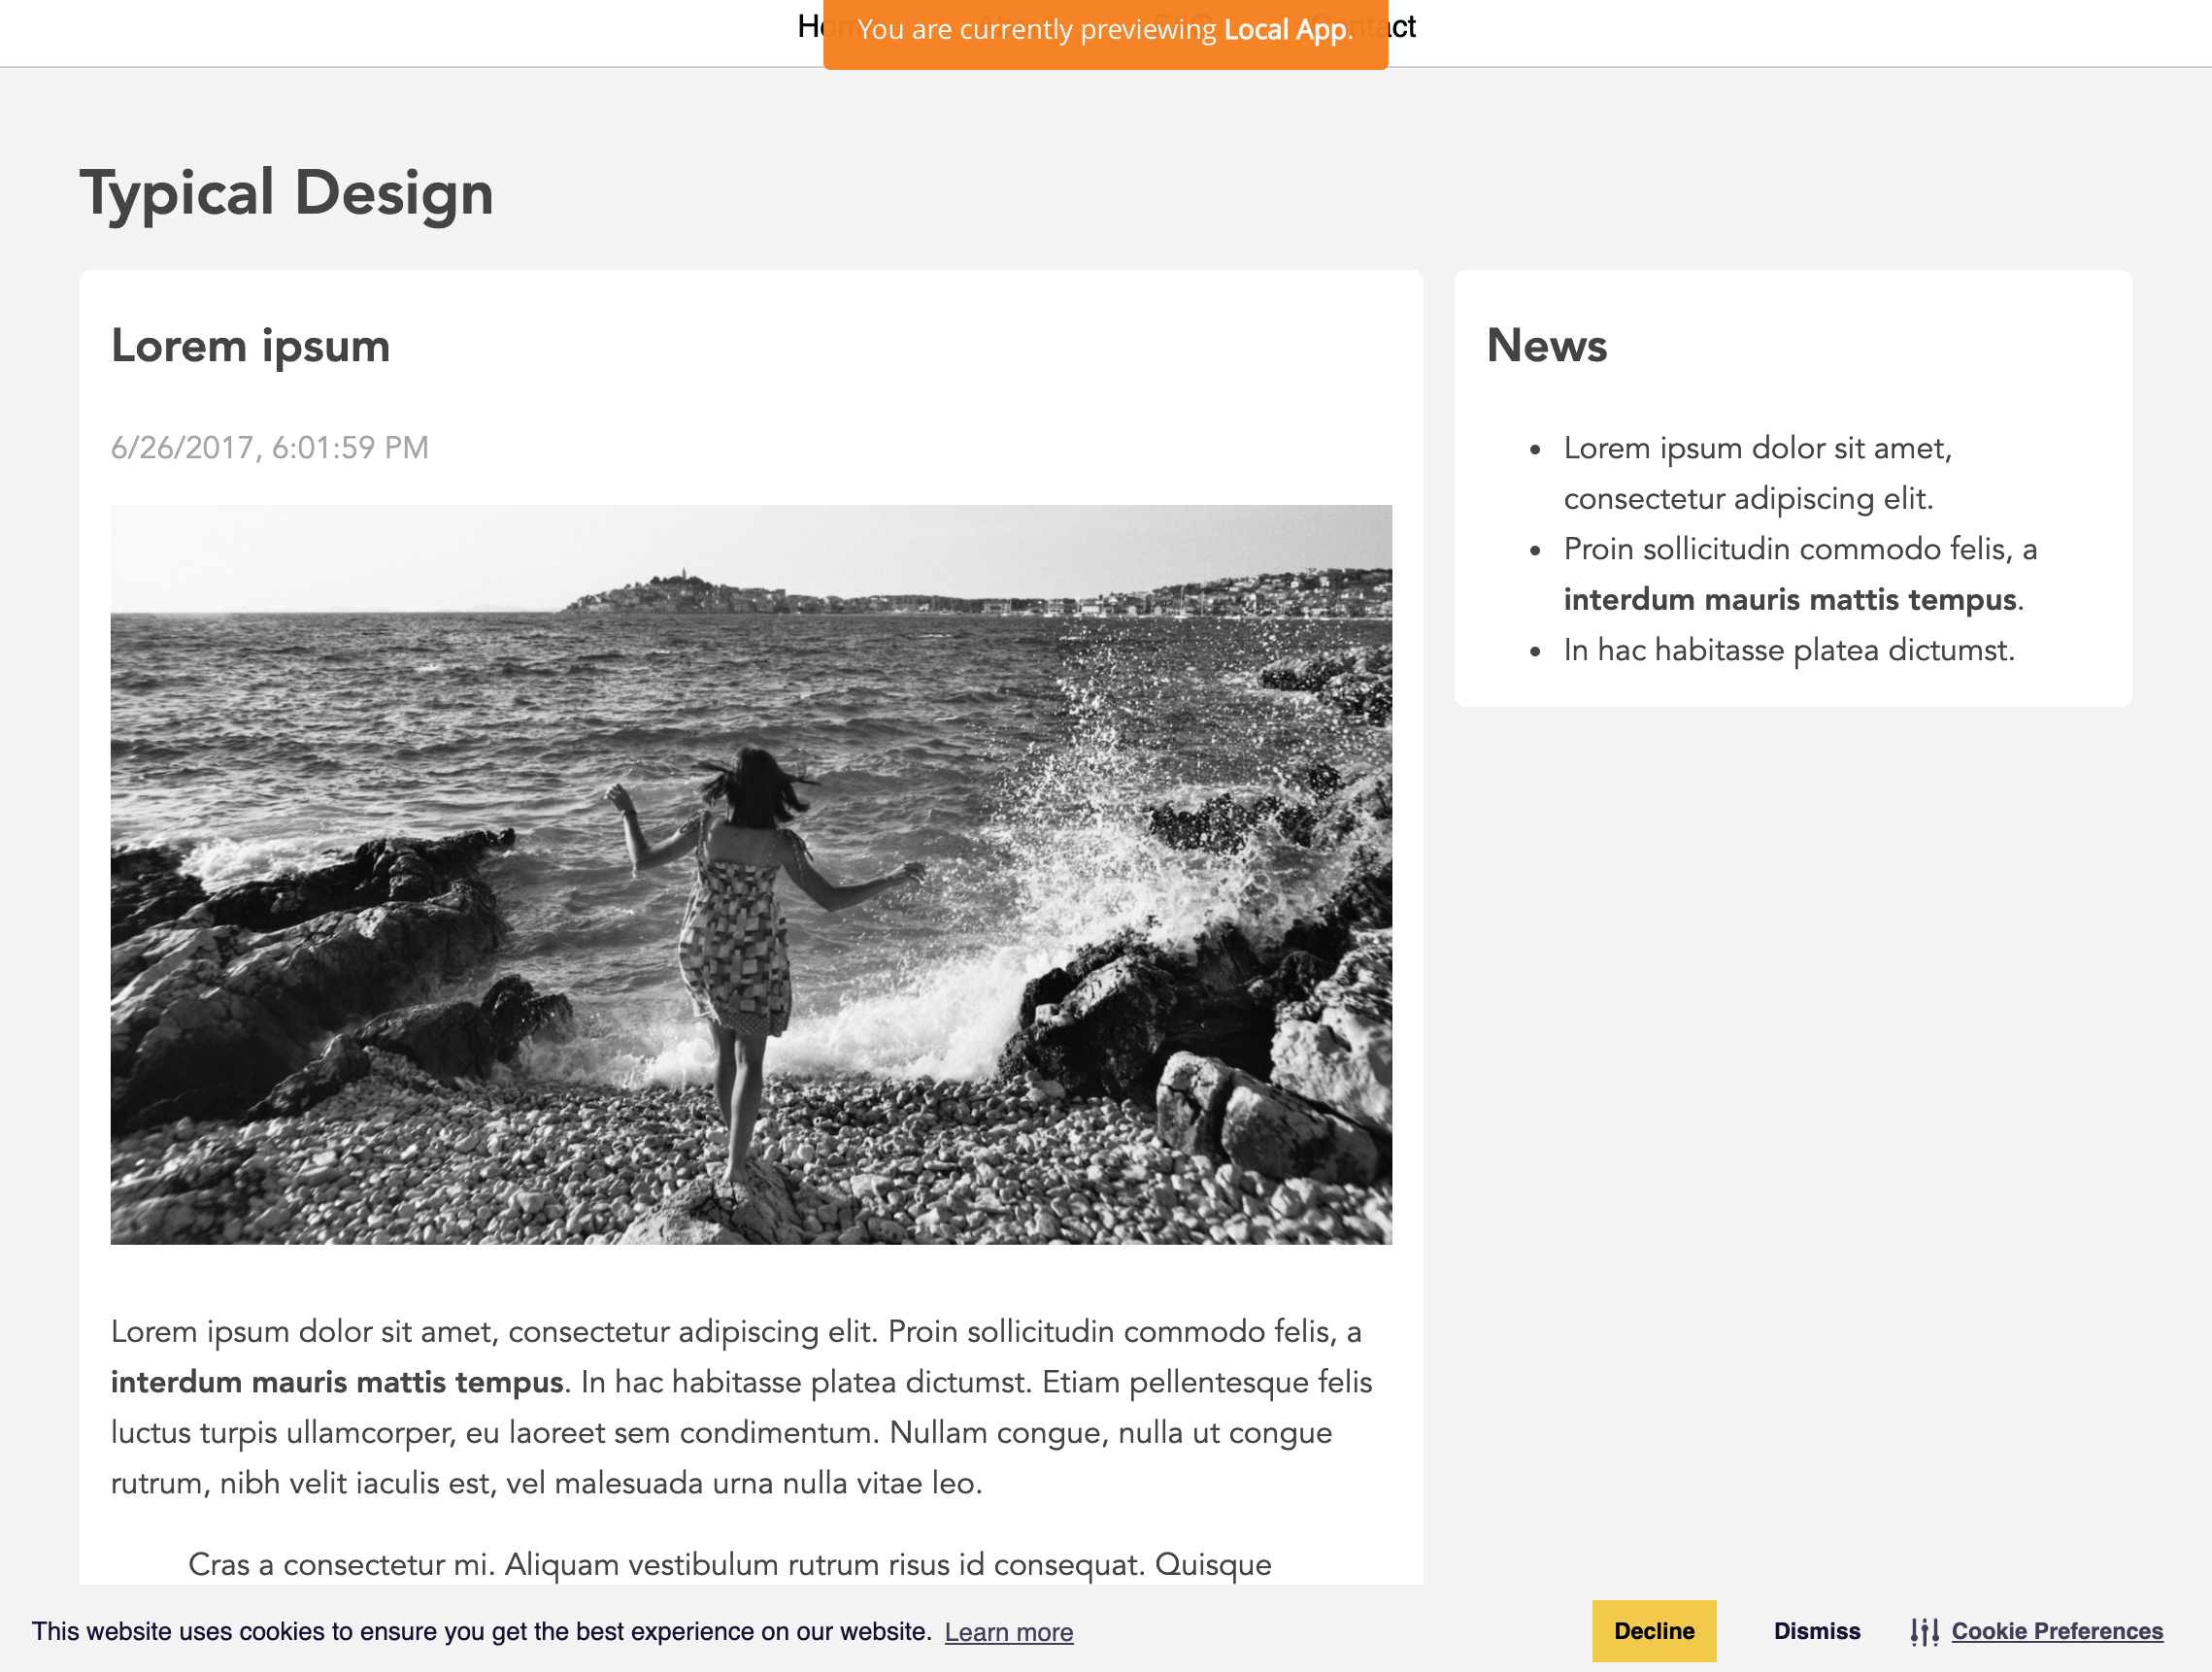 You are currently previewing Local App.
Typical Design
Lorem ipsum
6/26/2017, 6:01:59 PM
Lorem ipsum dolor sit amet, consectetur adipiscing elit. Proin sollicitudin commodo felis, a
interdum mauris mattis tempus. In hac habitasse platea dictumst. Etiam pellentesque felis
luctus turpis ullamcorper, eu laoreet sem condimentum. Nullam congue, nulla ut congue
rutrum, nibh velit iaculis est, vel malesuada urna nulla vitae leo.
Cras a consectetur mi. Aliquam vestibulum rutrum risus id consequat. Quisque
News
• Lorem ipsum dolor sit amet,
consectetur adipiscing elit.
• Proin sollicitudin commodo felis, a
interdum mauris mattis tempus.
• In hac habitasse platea dictumst.
This website uses cookies to ensure you get the best experience on our website. Learn more
Decline Dismiss Cookie Preferences